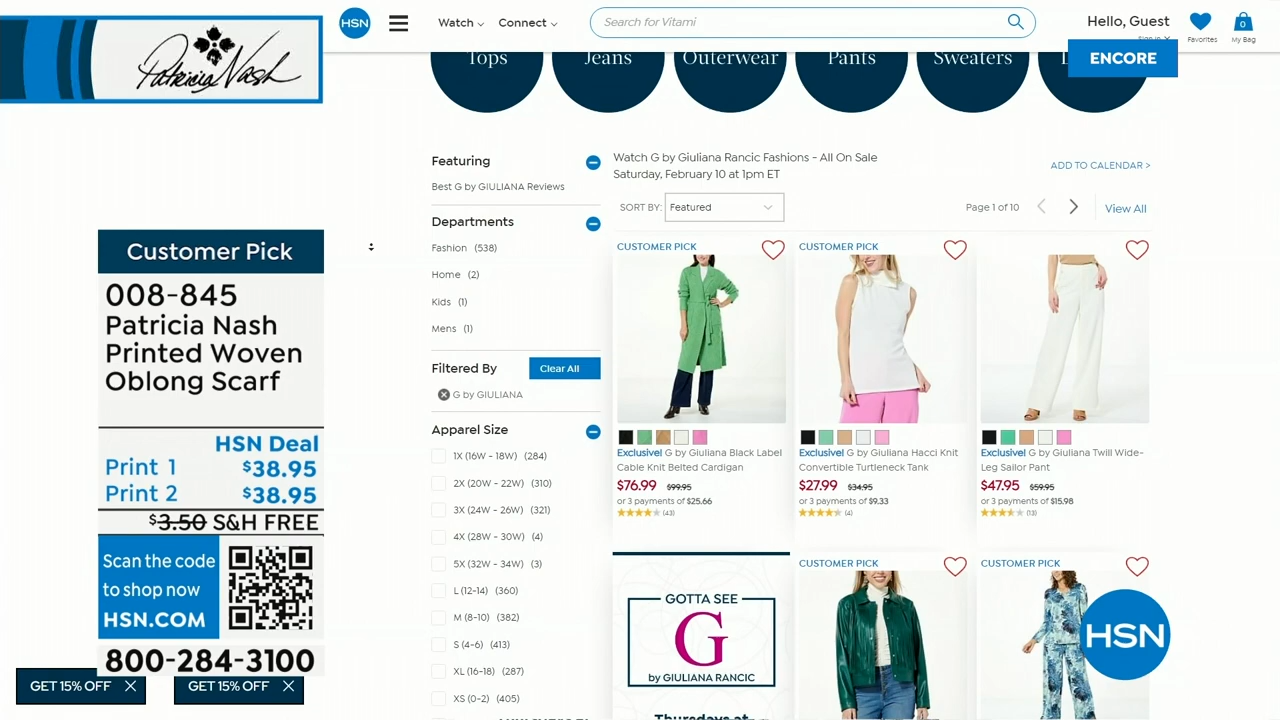 Patricia Nash
HSN
Watch
Connect
Search for Vitami
Hello, Guest
Sign in
Favorites
0
My Bag
ENCORE
Tops
Jeans
Outerwear
Pants
Sweaters
Featuring
Best G by GIULIANA Reviews
Departments
Fashion (538)
Home (2)
Kids (1)
Mens (1)
Filtered By
Clear All
G by GIULIANA
Apparel Size
1X (16W - 18W) (284)
2X (20W - 22W) (310)
3X (24W - 26W) (321)
4X (28W - 30W) (4)
5X (32W - 34W) (3)
L (12-14) (360)
M (8-10) (382)
S (4-6) (413)
XL (16-18) (287)
XS (0-2) (405)
Watch G by Giuliana Rancic Fashions - All On Sale
Saturday, February 10 at 1pm ET
ADD TO CALENDAR >
SORT BY: Featured
Page 1 of 10
View All
CUSTOMER PICK
Exclusive! G by Giuliana Black Label
Cable Knit Belted Cardigan
$76.99 $99.95
or 3 payments of $25.66
(43)
CUSTOMER PICK
Exclusive! G by Giuliana Hacci Knit
Convertible Turtleneck Tank
$27.99 $34.95
or 3 payments of $9.33
(4)
Exclusive! G by Giuliana Twill Wide-
Leg Sailor Pant
$47.95 $59.95
or 3 payments of $15.98
(13)
GOTTA SEE
G
by GIULIANA RANCIC
Thursdays at
CUSTOMER PICK
CUSTOMER PICK
HSN
Customer Pick
008-845
Patricia Nash
Printed Woven
Oblong Scarf
HSN Deal
Print 1 $38.95
Print 2 $38.95
$3.50 S&H FREE
Scan the code
to shop now
HSN.COM
800-284-3100
GET 15% OFF
GET 15% OFF